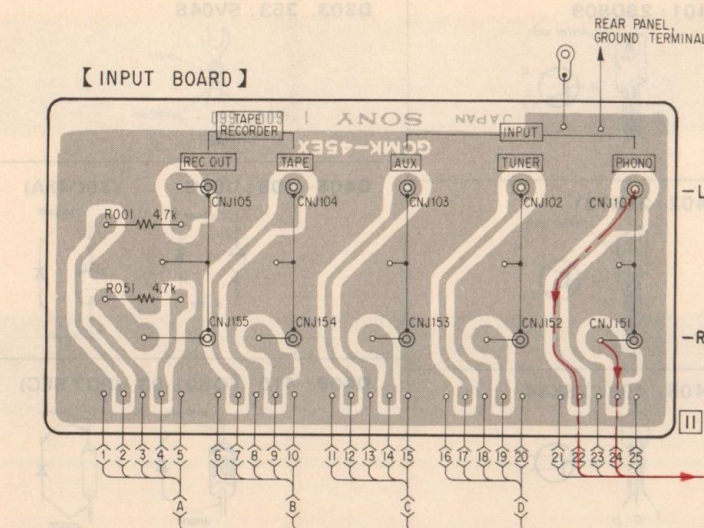 REAR PANEL,
GROUND TERMINAL
【INPUT BOARD】
TAPE
RECORDER
JAPAN SONY
INPUT
GCMK-45EX
REC OUT TAPE AUX TUNER PHONO
CNJ105 CNJ104 CNJ103 CNJ102 CNJ101
-L
R001 4.7k
R051 4.7k
CNJ155 CNJ154 CNJ153 CNJ152 CNJ151
-R
11
1 2 3 4 5 6 7 8 9 10 11 12 13 14 15 16 17 18 19 20 21 22 23 24 25
A B C D